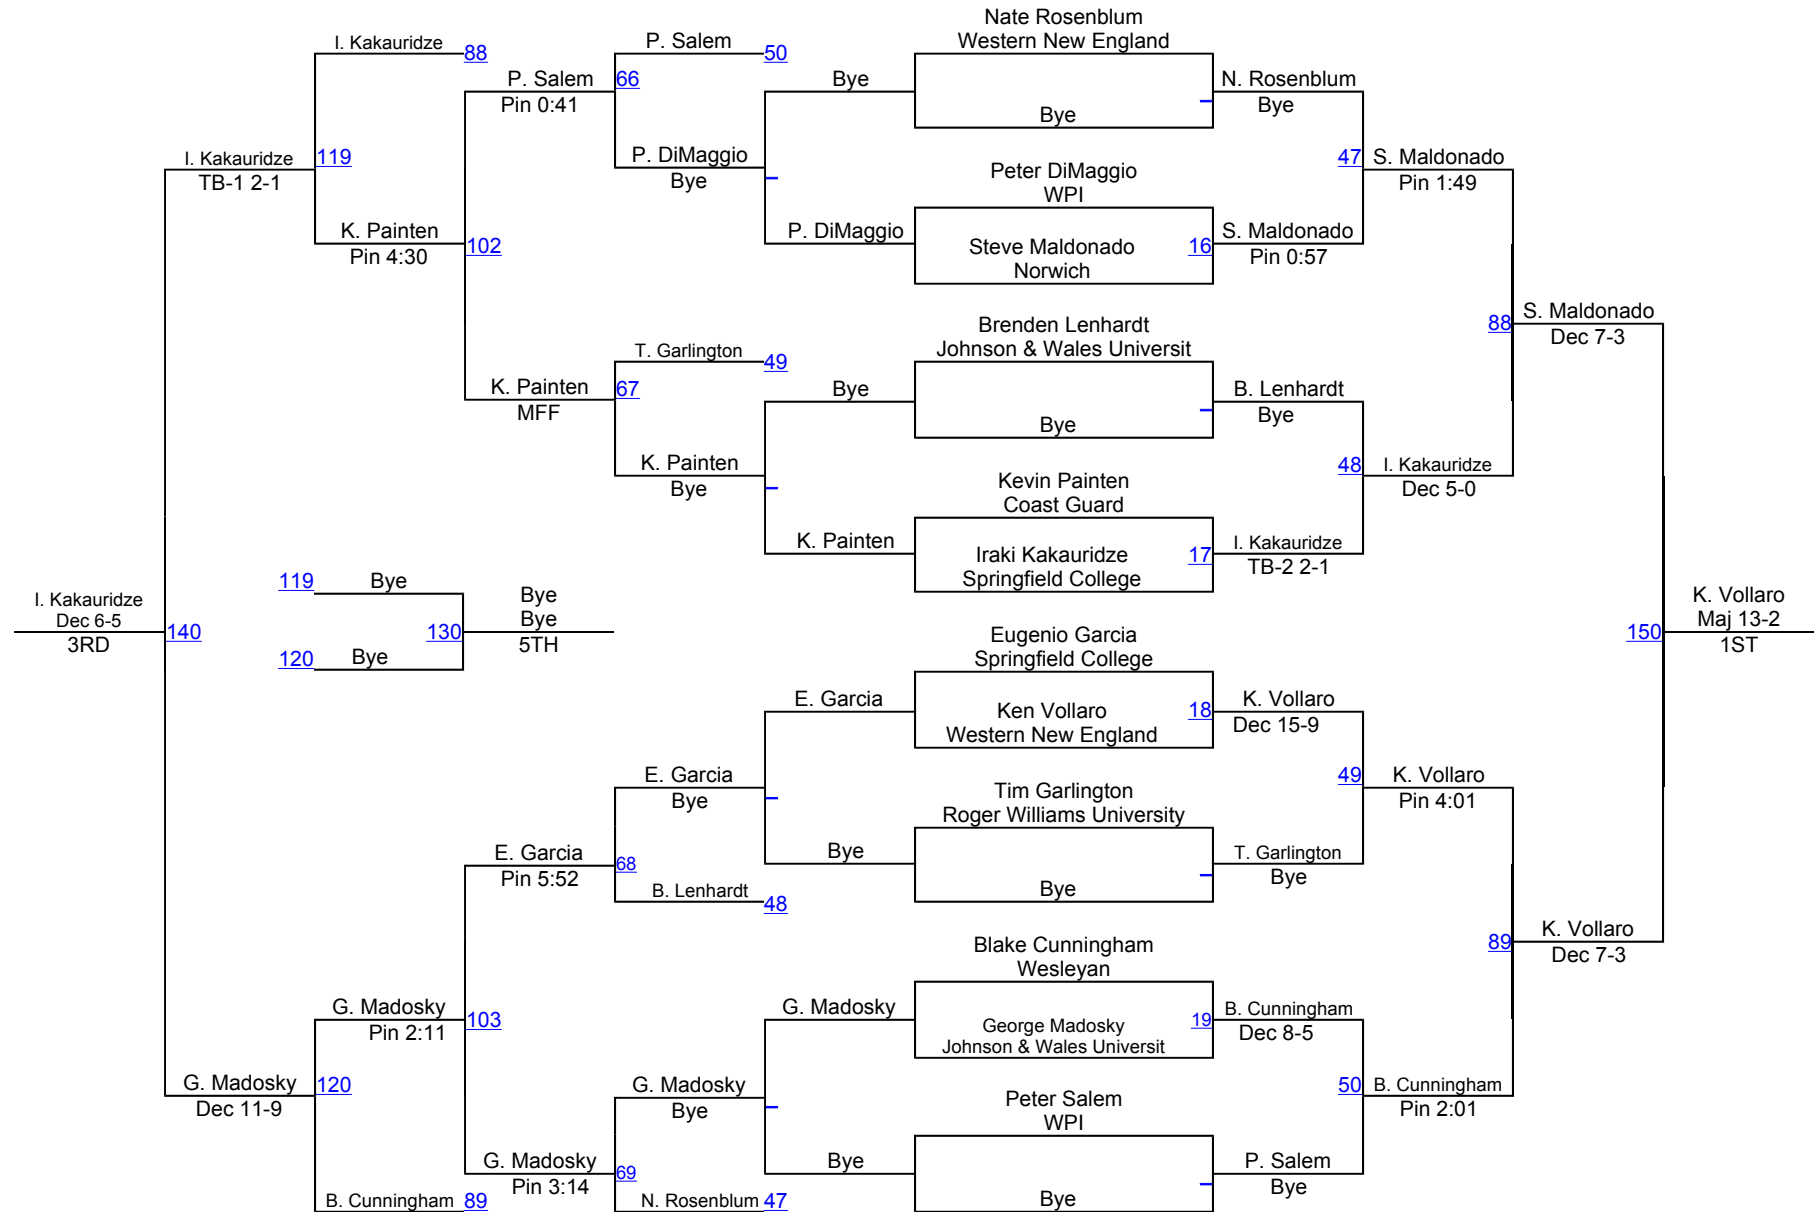 Nate Rosenblum
Western New England
I. Kakauridze
88
P. Salem
50
P. Salem
66
Pin 0:41
Bye
Bye
N. Rosenblum
Bye
I. Kakauridze
119
TB-1 2-1
P. DiMaggio
Bye
47
S. Maldonado
Pin 1:49
Peter DiMaggio
WPI
K. Painten
102
Pin 4:30
P. DiMaggio
Steve Maldonado
Norwich
16
S. Maldonado
Pin 0:57
Brenden Lenhardt
Johnson & Wales Universit
88
S. Maldonado
Dec 7-3
T. Garlington
49
K. Painten
67
MFF
Bye
Bye
B. Lenhardt
Bye
K. Painten
Bye
48
I. Kakauridze
Dec 5-0
Kevin Painten
Coast Guard
K. Painten
Iraki Kakauridze
Springfield College
17
I. Kakauridze
TB-2 2-1
119
Bye
I. Kakauridze
Dec 6-5
3RD
140
130
Bye
Bye
5TH
120
Bye
150
K. Vollaro
Maj 13-2
1ST
Eugenio Garcia
Springfield College
E. Garcia
Ken Vollaro
Western New England
18
K. Vollaro
Dec 15-9
E. Garcia
Bye
49
K. Vollaro
Pin 4:01
Tim Garlington
Roger Williams University
E. Garcia
68
Pin 5:52
Bye
Bye
T. Garlington
Bye
B. Lenhardt
48
89
K. Vollaro
Dec 7-3
Blake Cunningham
Wesleyan
G. Madosky
103
Pin 2:11
G. Madosky
George Madosky
Johnson & Wales Universit
19
B. Cunningham
Dec 8-5
G. Madosky
120
Dec 11-9
G. Madosky
Bye
50
B. Cunningham
Pin 2:01
Peter Salem
WPI
G. Madosky
69
Pin 3:14
Bye
Bye
P. Salem
Bye
B. Cunningham
89
N. Rosenblum
47